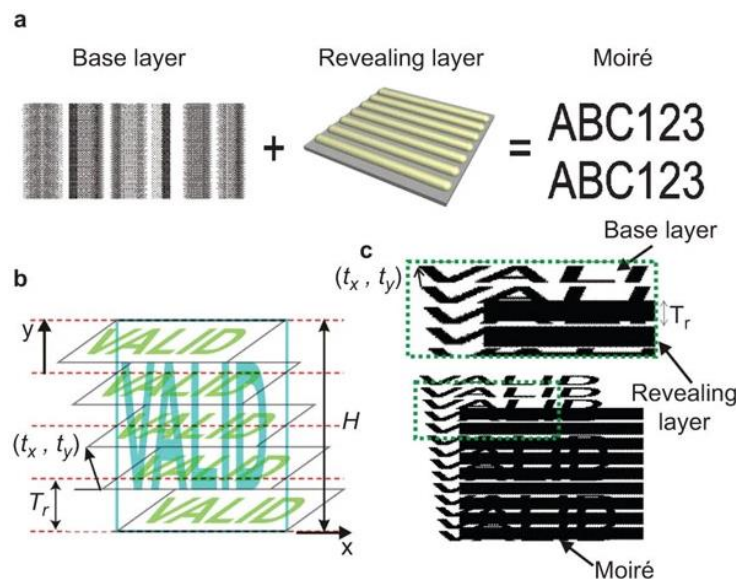 a
Base layer
Revealing layer
Moiré
+
=
ABC123
ABC123
b
y
VALID
VALID
VALID
VALID
VALID
VALID
(tx , ty)
Tr
H
x
c
Base layer
(tx , ty)
Tr
Revealing layer
VALID
VALID
Moiré